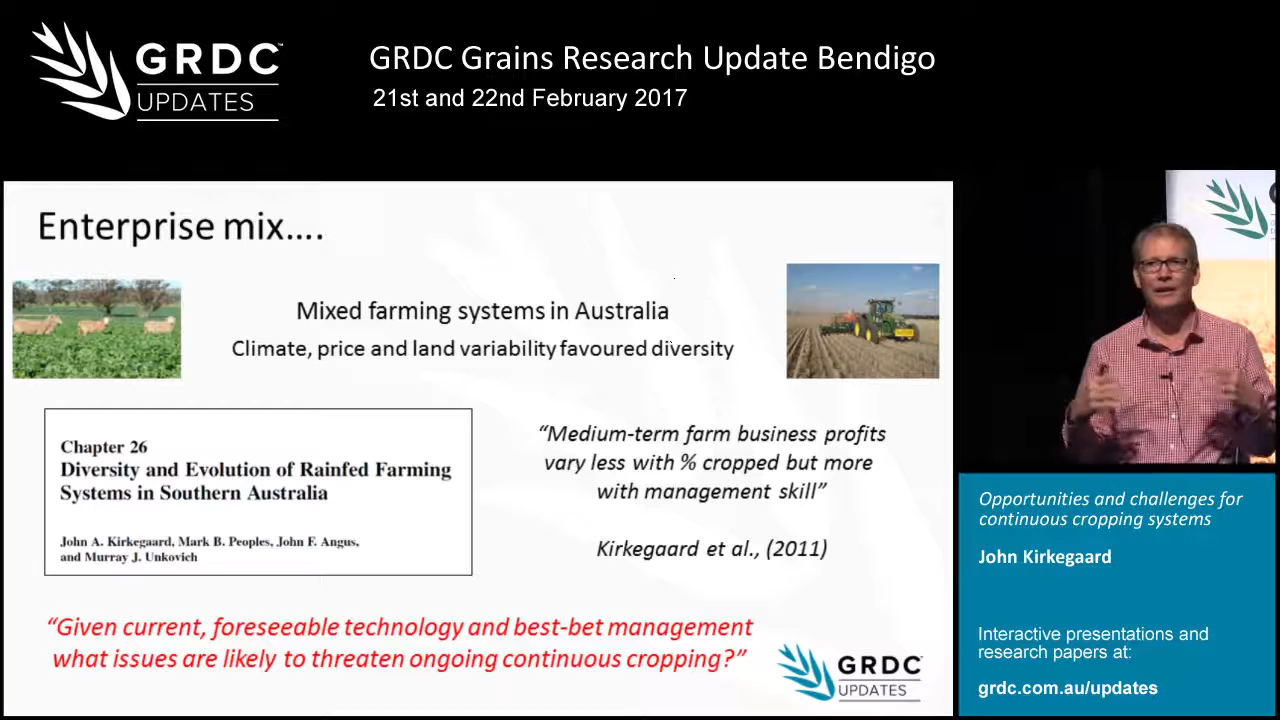 GRDC™
UPDATES
GRDC Grains Research Update Bendigo
21st and 22nd February 2017
Enterprise mix….
Mixed farming systems in Australia
Climate, price and land variability favoured diversity
Chapter 26
Diversity and Evolution of Rainfed Farming
Systems in Southern Australia
John A. Kirkegaard, Mark B. Peoples, John F. Angus,
and Murray J. Unkovich
“Medium-term farm business profits
vary less with % cropped but more
with management skill”
Kirkegaard et al., (2011)
“Given current, foreseeable technology and best-bet management
what issues are likely to threaten ongoing continuous cropping?”
GRDC™
UPDATES
Opportunities and challenges for
continuous cropping systems
John Kirkegaard
Interactive presentations and
research papers at:
grdc.com.au/updates